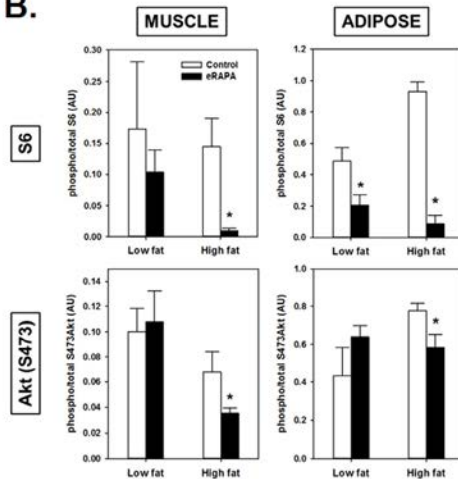 B.
MUSCLE
ADIPOSE
S6
phospho/total S6 (AU)
0.30
0.25
0.20
0.15
0.10
0.05
0.00
Control
eRAPA
*
Low fat
High fat
phospho/total S6 (AU)
1.2
1.0
0.8
0.6
0.4
0.2
0.0
*
*
Low fat
High fat
Akt (S473)
phospho/total S473Akt (AU)
0.14
0.12
0.10
0.08
0.06
0.04
0.02
0.00
*
Low fat
High fat
phospho/total S473Akt (AU)
1.0
0.8
0.6
0.4
0.2
0.0
*
Low fat
High fat